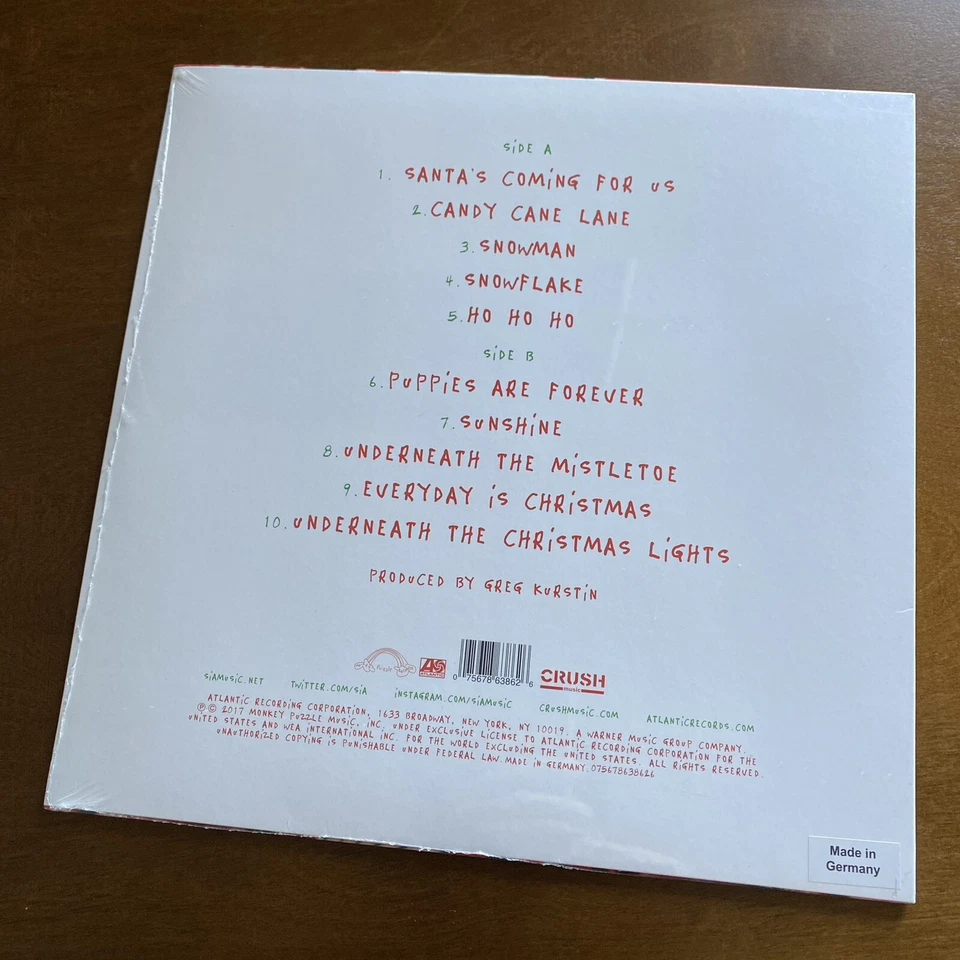 SiDE A
1. SANTA'S COMiNG FOR US
2. CANDY CANE LANE
3. SNOWMAN
4. SNOWFLAKE
5. HO HO HO
SiDE B
6. PUPPiES ARE FOREVER
7. SUNSHiNE
8. UNDERNEATH THE MiSTLETOE
9. EVERYDAY iS CHRiSTMAS
10. UNDERNEATH THE CHRiSTMAS LiGHTS
PRODUCED BY GREG KURSTiN
0 75678 63862 6
CRUSH
music
SiAMUSiC.NET TWiTTER.COM/SiA iNSTAGRAM.COM/SiAMUSiC CRUSHMUSiC.COM ATLANTiCRECORDS.COM
ATLANTiC RECORDiNG CORPORATiON, 1633 BROADWAY, NEW YORK, NY 10019. A WARNER MUSiC GROUP COMPANY.
℗ © 2017 MONKEY PUZZLE MUSiC, iNC. UNDER EXCLUSiVE LiCENSE TO ATLANTiC RECORDiNG CORPORATiON FOR THE
UNiTED STATES AND WEA iNTERNATiONAL iNC. FOR THE WORLD EXCLUDiNG THE UNiTED STATES. ALL RiGHTS RESERVED.
UNAUTHORiZED COPYiNG iS PUNiSHABLE UNDER FEDERAL LAW. MADE iN GERMANY. 075678638626
Made in
Germany